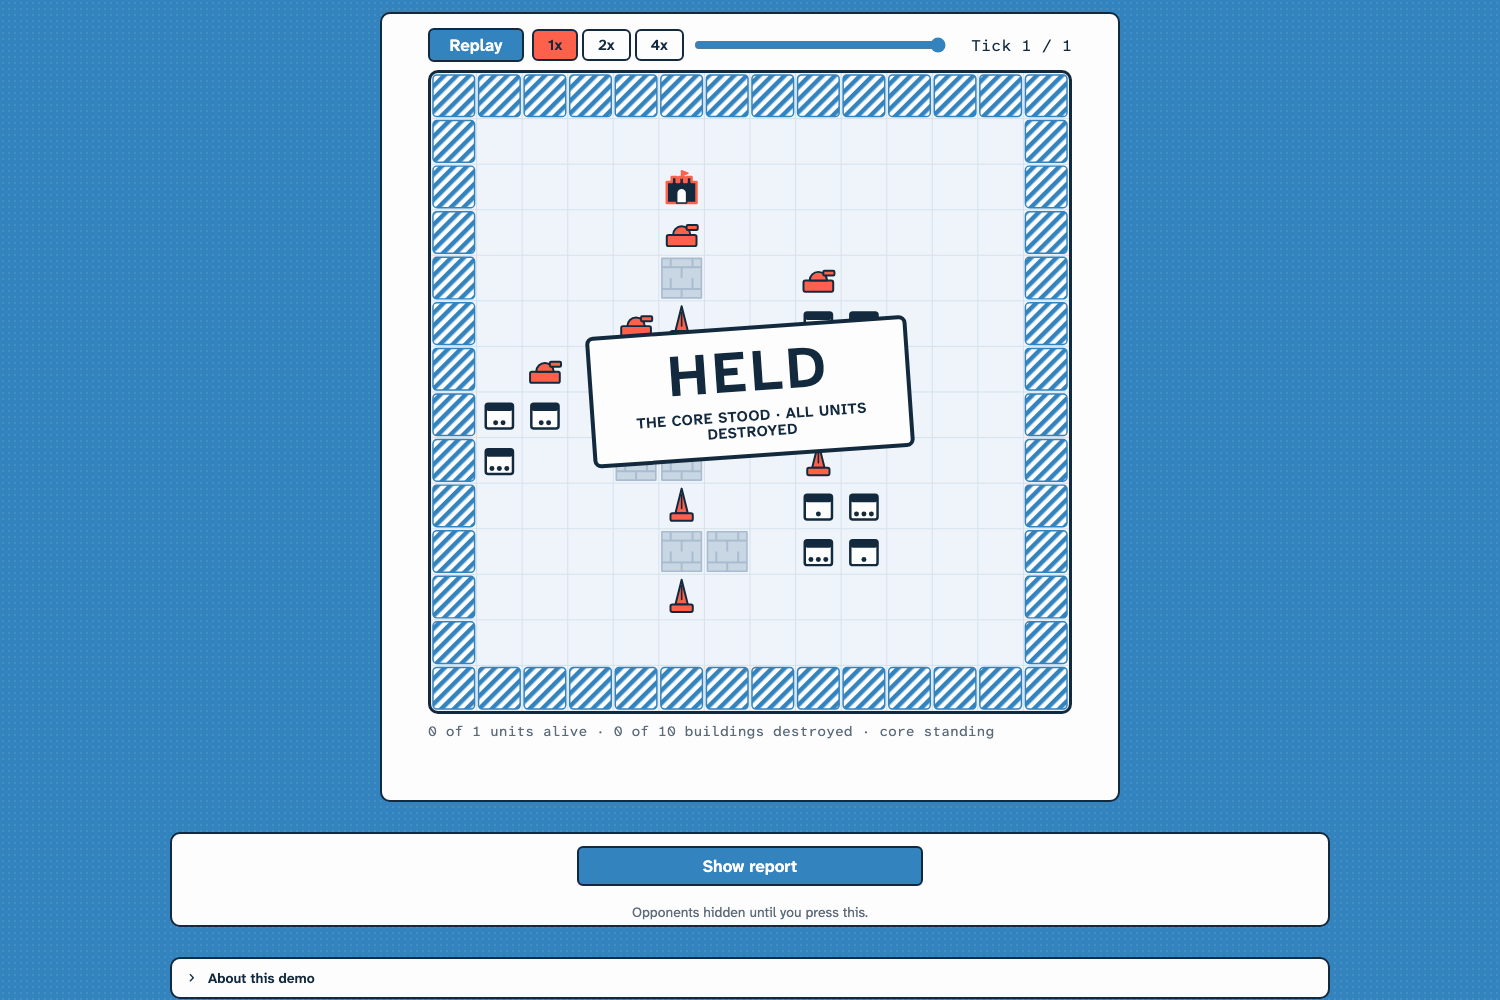 Replay 1x 2x 4x Tick 1 / 1
HELD
THE CORE STOOD · ALL UNITS
DESTROYED
0 of 1 units alive · 0 of 10 buildings destroyed · core standing
Show report
Opponents hidden until you press this.
About this demo